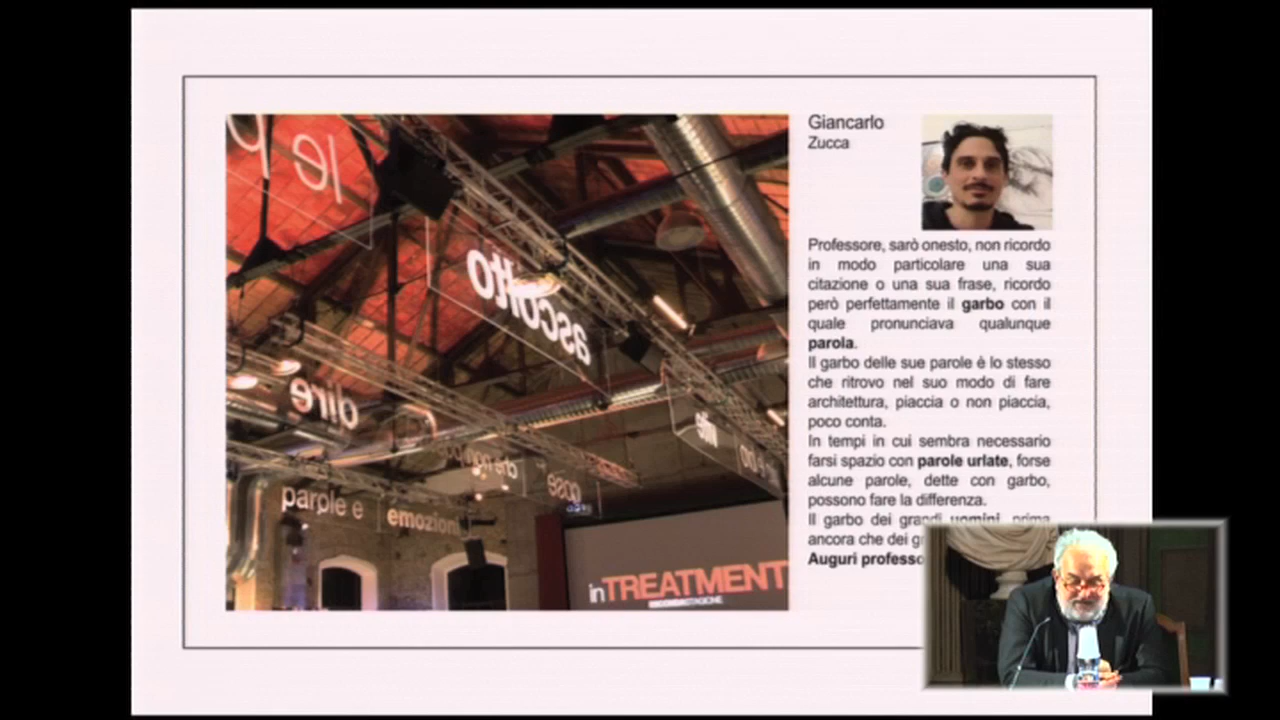 Giancarlo
Zucca
Professore, sarò onesto, non ricordo
in modo particolare una sua
citazione o una sua frase, ricordo
però perfettamente il garbo con il
quale pronunciava qualunque
parola.
Il garbo delle sue parole è lo stesso
che ritrovo nel suo modo di fare
architettura, piaccia o non piaccia,
poco conta.
In tempi in cui sembra necessario
farsi spazio con parole urlate, forse
alcune parole, dette con garbo,
possono fare la differenza.
Il garbo dei grandi uomini, prima
ancora che dei
Auguri
le p
ascolto
dire
parole e
emozioni
cose
inTREATMENT